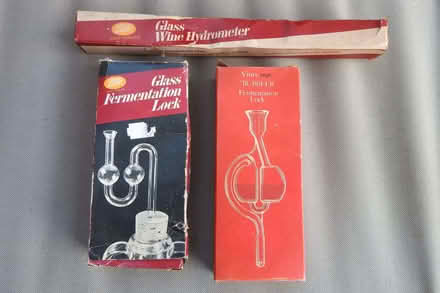 Glass
Wine Hydrometer
Glass
Fermentation
Lock
Fermentation
Lock